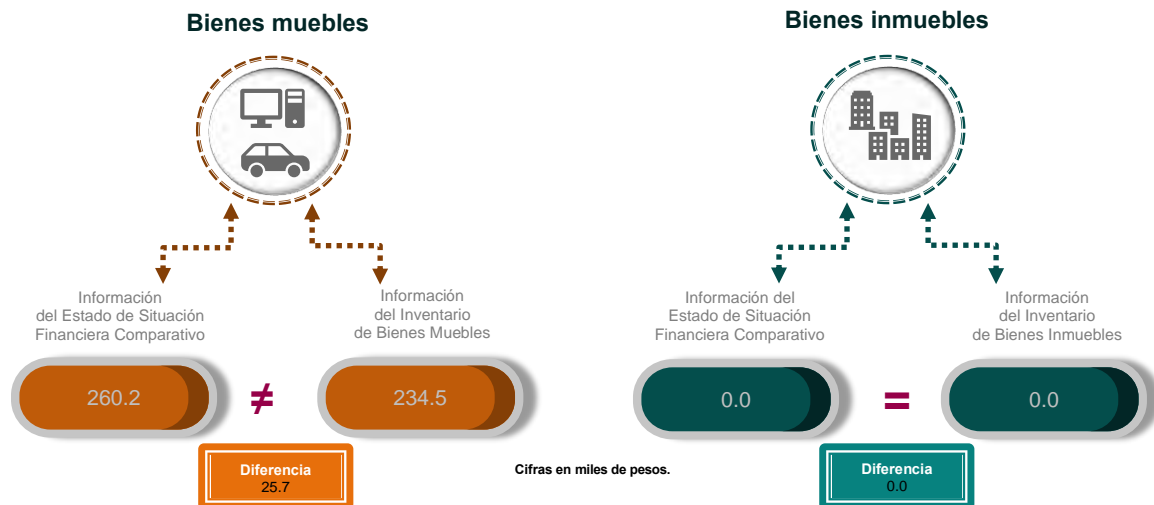 Bienes muebles
Información
del Estado de Situación
Financiera Comparativo
Información
del Inventario
de Bienes Muebles
260.2
≠
234.5
Diferencia
25.7
Cifras en miles de pesos.
Bienes inmuebles
Información del
Estado de Situación
Financiera Comparativo
Información
del Inventario
de Bienes Inmuebles
0.0
=
0.0
Diferencia
0.0